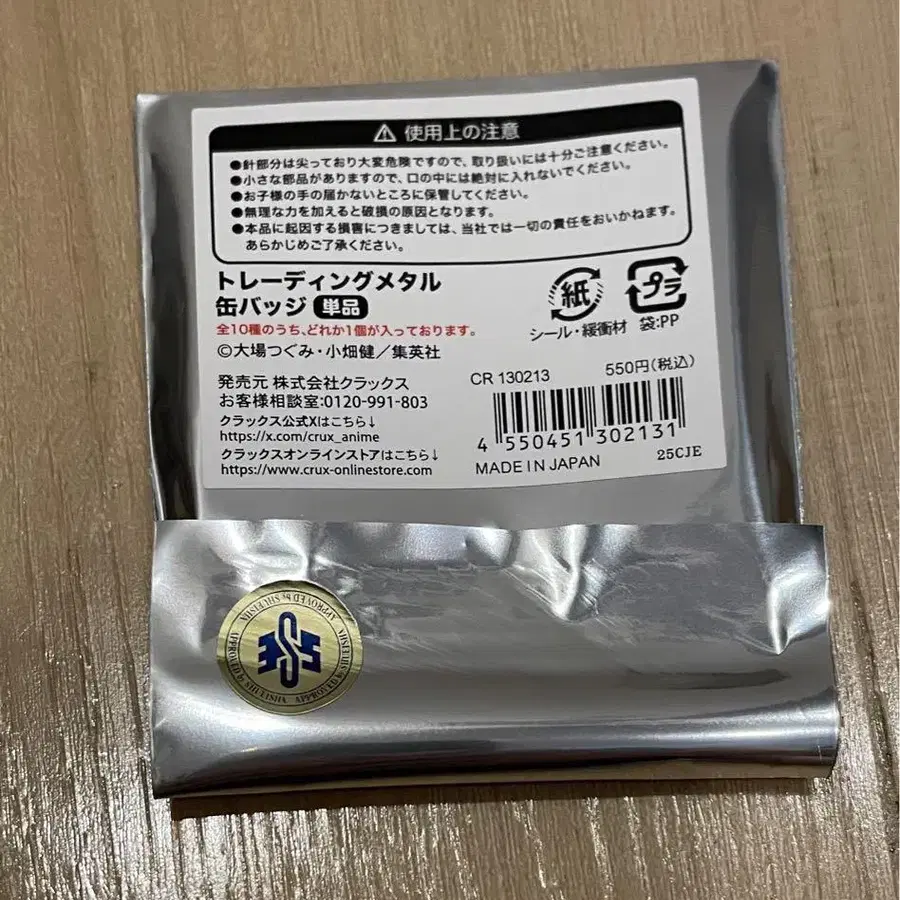 ⚠ 使用上の注意
●針部分は尖っており大変危険ですので、取り扱いには十分ご注意ください。
●小さな部品がありますので、口の中には絶対に入れないでください。
●お子様の手の届かないところに保管してください。
●無理な力を加えると破損の原因となります。
●本品に起因する損害につきましては、当社では一切の責任をおいかねます。
あらかじめご了承ください。
トレーディングメタル
缶バッジ 単品
全10種のうち、どれか1個が入っております。
©大場つぐみ・小畑健／集英社
紙
シール・緩衝材
プラ
袋:PP
発売元 株式会社クラックス
お客様相談室:0120-991-803
クラックス公式Xはこちら↓
https://x.com/crux_anime
クラックスオンラインストアはこちら↓
https://www.crux-onlinestore.com
CR 130213
550円(税込)
4 550451 302131
MADE IN JAPAN
25CJE
APPROVED by SHUEISHA APPROVED by SHUEISHA APPROVED by SHUEISHA